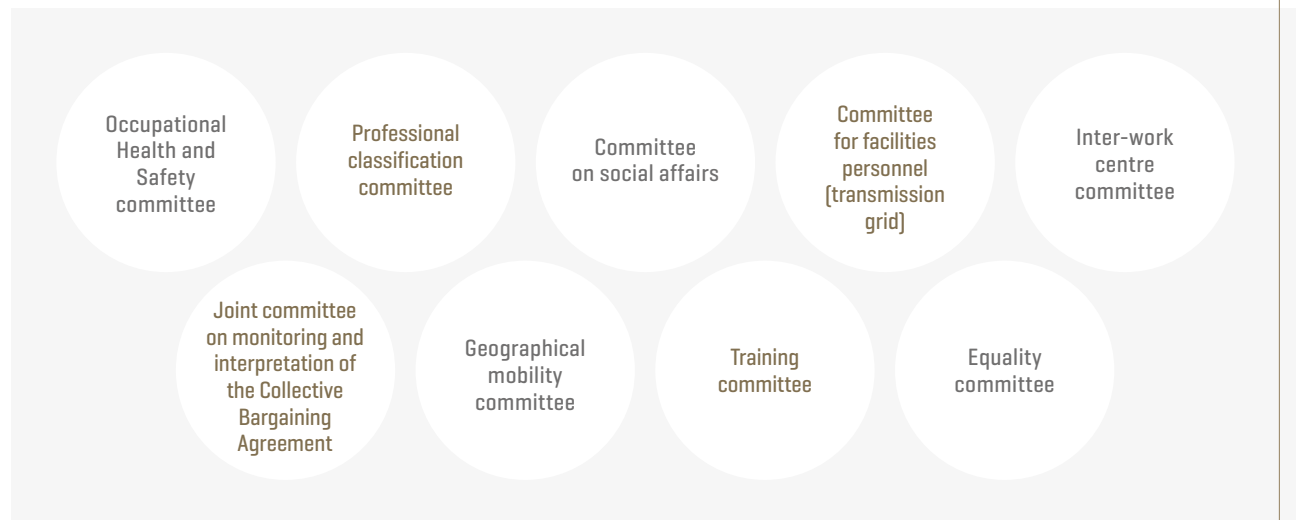 Occupational
Health and
Safety
committee
Professional
classification
committee
Committee
on social affairs
Committee
for facilities
personnel
(transmission
grid)
Inter-work
centre
committee
Joint committee
on monitoring and
interpretation of
the Collective
Bargaining
Agreement
Geographical
mobility
committee
Training
committee
Equality
committee